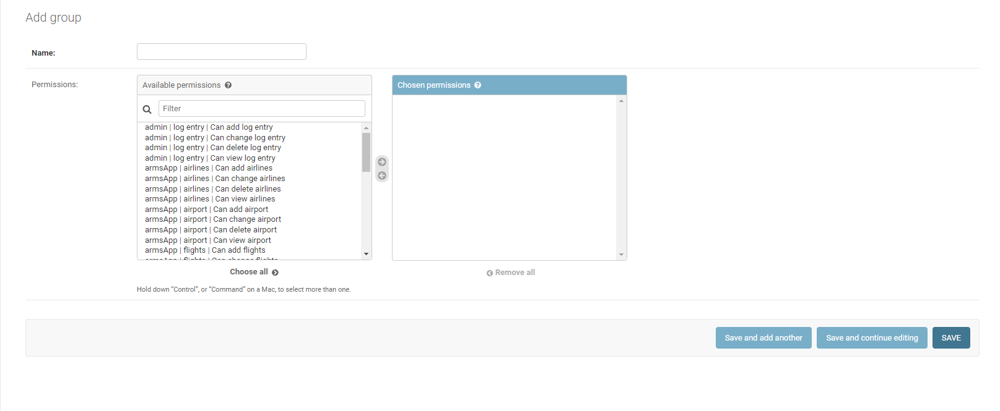 Add group
Name:
Permissions:
Available permissions ?
Filter
admin | log entry | Can add log entry
admin | log entry | Can change log entry
admin | log entry | Can delete log entry
admin | log entry | Can view log entry
armsApp | airlines | Can add airlines
armsApp | airlines | Can change airlines
armsApp | airlines | Can delete airlines
armsApp | airlines | Can view airlines
armsApp | airport | Can add airport
armsApp | airport | Can change airport
armsApp | airport | Can delete airport
armsApp | airport | Can view airport
armsApp | flights | Can add flights
armsApp | flights | Can change flights
Choose all
Hold down “Control”, or “Command” on a Mac, to select more than one.
Chosen permissions ?
Remove all
Save and add another
Save and continue editing
SAVE